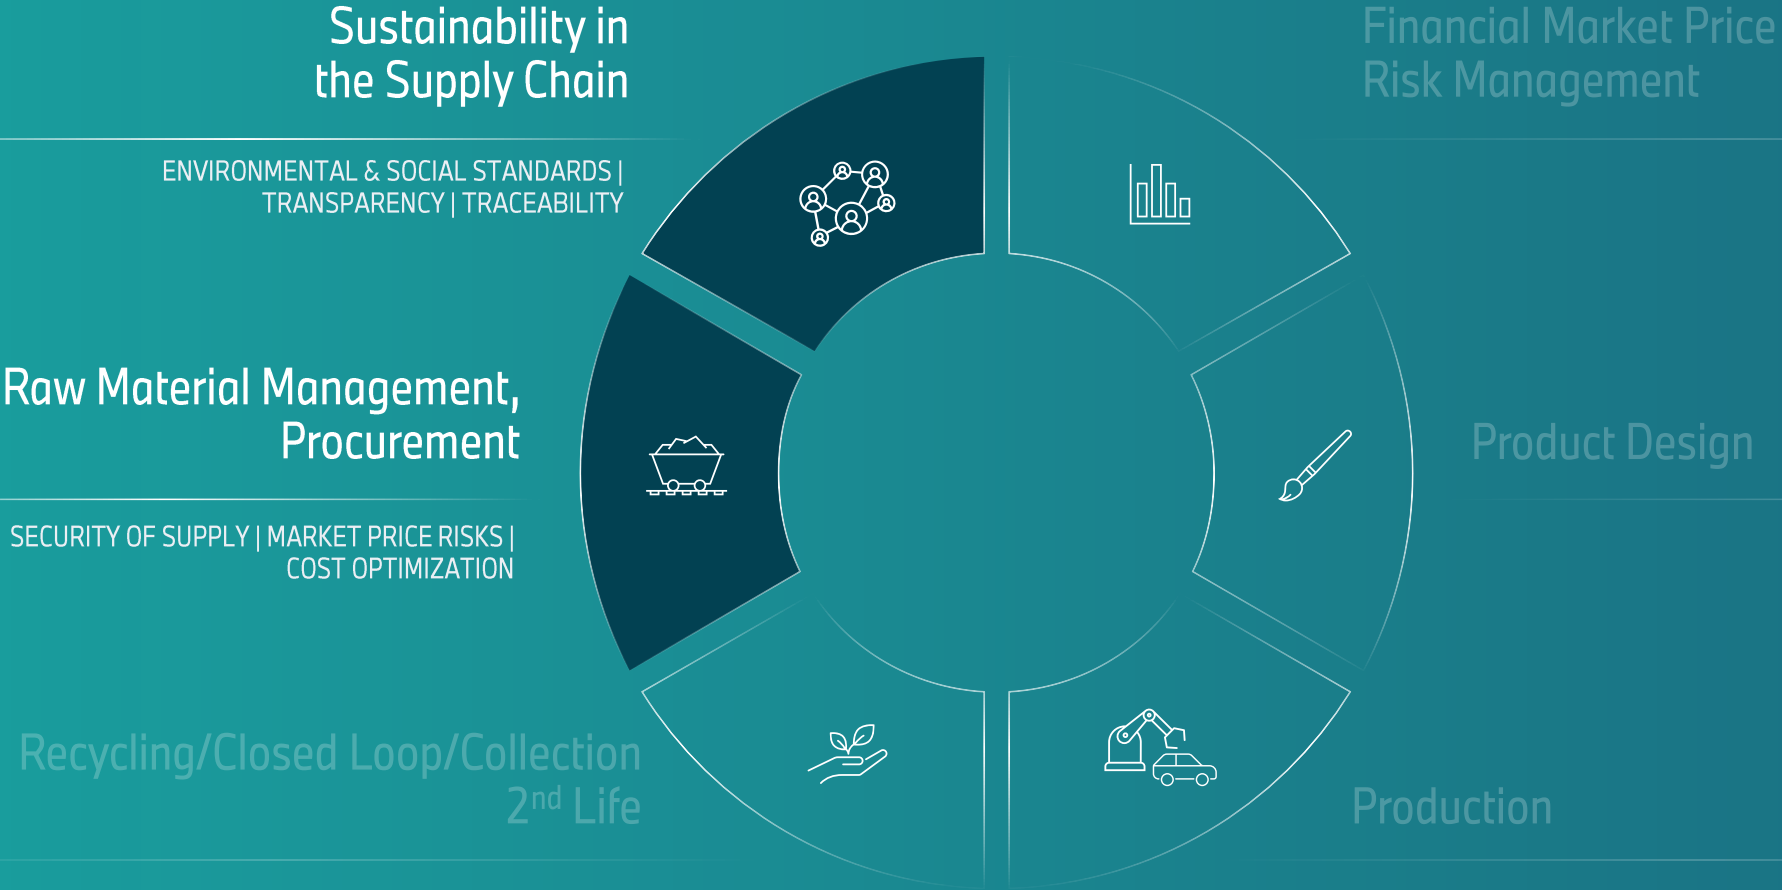 Sustainability in
the Supply Chain
ENVIRONMENTAL & SOCIAL STANDARDS |
TRANSPARENCY | TRACEABILITY
Financial Market Price
Risk Management
Raw Material Management,
Procurement
SECURITY OF SUPPLY | MARKET PRICE RISKS |
COST OPTIMIZATION
Product Design
Recycling/Closed Loop/Collection
2nd Life
Production